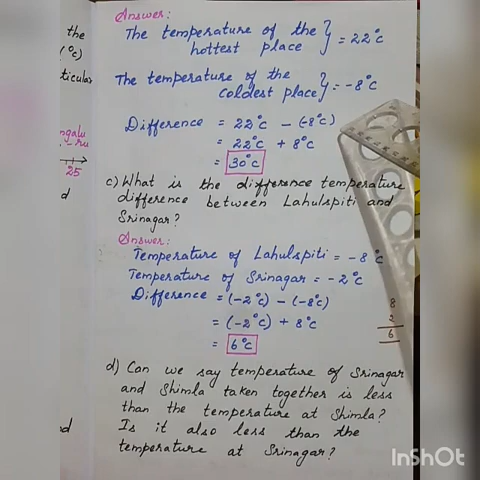 Answer:
the
The temperature of the
hottest place } = 22°c
(°c)
ticular
The temperature of the
coldest place } = -8°c
Difference = 22°c - (-8°c)
ngalu
ru
= 22°c + 8°c
= 30°c
25
c) What is the difference temperature
d
difference between Lahulspiti and
Srinagar?
Answer:
Temperature of Lahulspiti = -8°c
Temperature of Srinagar = -2°c
Difference = (-2°c) - (-8°c)
8
= (-2°c) + 8°c
2
= 6°c
6
d) Can we say temperature of Srinagar
and Shimla taken together is less
than the temperature at Shimla?
Is it also less than the
nd
temperature at Srinagar?
InShOt